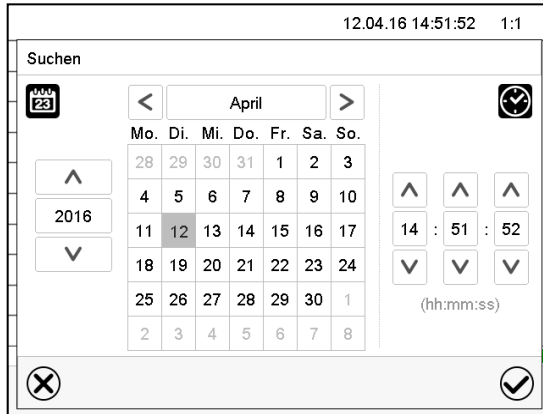 12.04.16 14:51:52 1:1
Suchen
23
< April >
Mo. Di. Mi. Do. Fr. Sa. So.
28 29 30 31 1 2 3
4 5 6 7 8 9 10
2016
11 12 13 14 15 16 17
14 : 51 : 52
18 19 20 21 22 23 24
25 26 27 28 29 30 1
(hh:mm:ss)
2 3 4 5 6 7 8